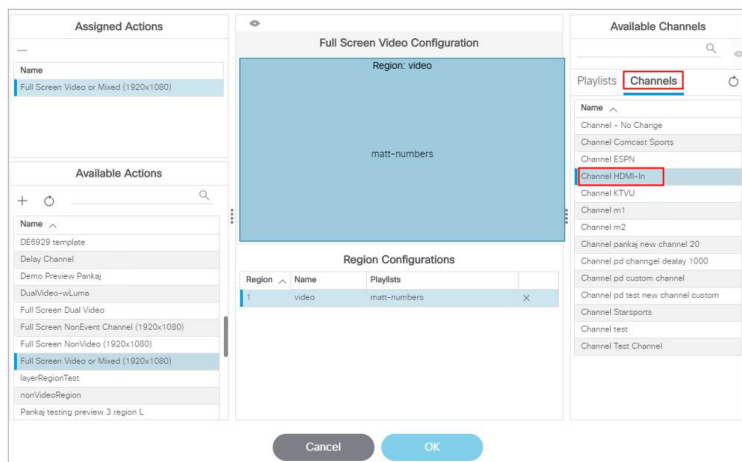 Assigned Actions
Name
Full Screen Video or Mixed (1920x1080)
Available Actions
Name
DE6929 template
Delay Channel
Demo Preview Pankaj
DualVideo-wLuma
Full Screen Dual Video
Full Screen NonEvent Channel (1920x1080)
Full Screen NonVideo (1920x1080)
Full Screen Video or Mixed (1920x1080)
layerRegionTest
nonVideoRegion
Pankaj testing preview 3 region L
Full Screen Video Configuration
Region: video
matt-numbers
Region Configurations
Region Name Playlists
1 video matt-numbers
Available Channels
Playlists Channels
Name
Channel - No Change
Channel Comcast Sports
Channel ESPN
Channel HDMI-In
Channel KTVU
Channel m1
Channel m2
Channel pankaj new channel 20
Channel pd channgel dealay 1000
Channel pd custom channel
Channel pd test new channel custom
Channel Starsports
Channel test
Channel Test Channel
Cancel OK